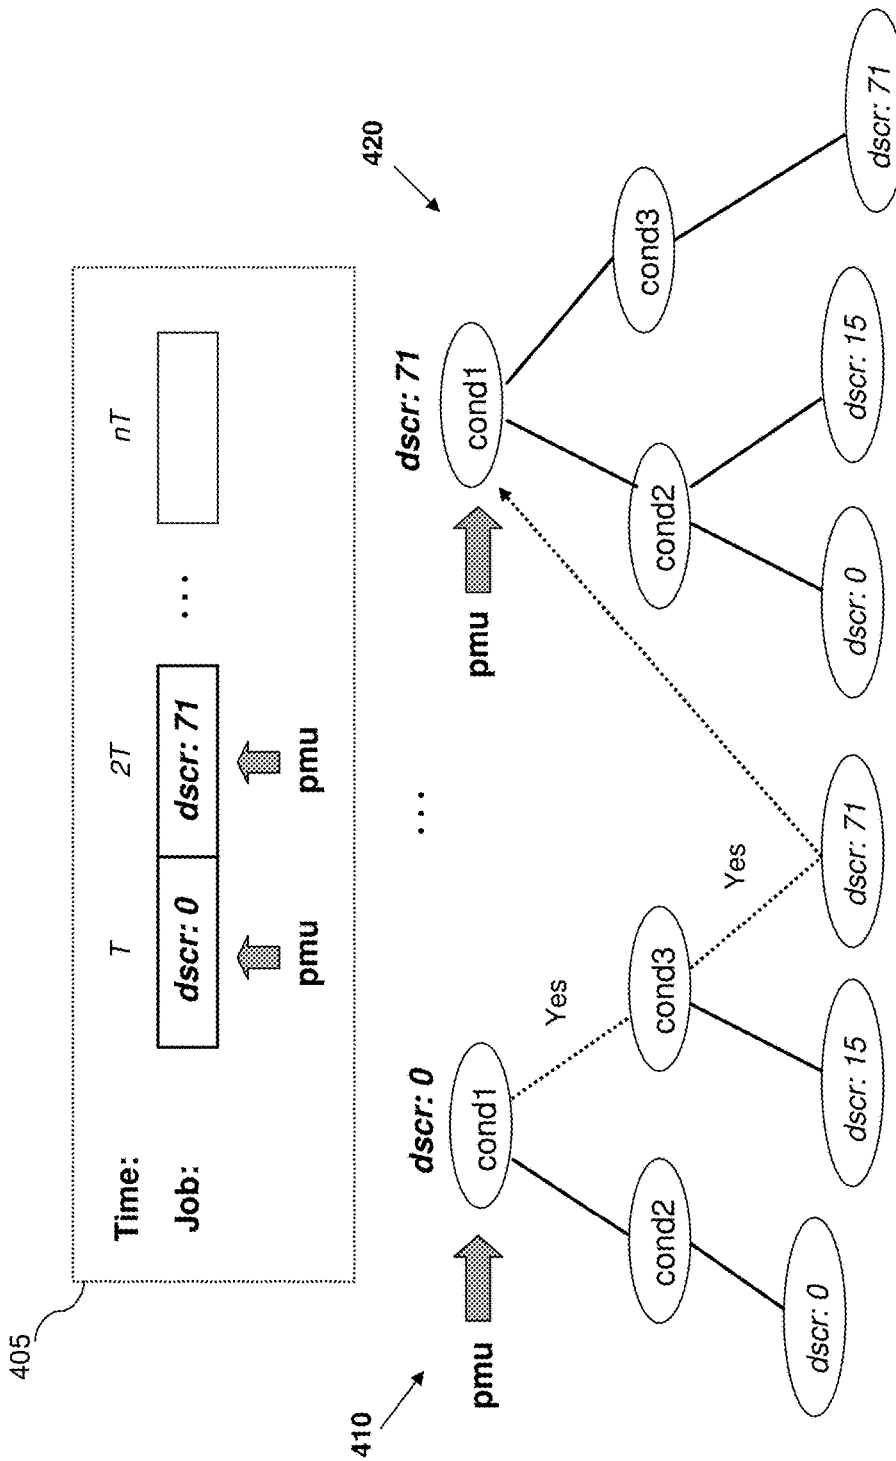 405
Time: T 2T nT
Job: dscr: 0 dscr: 71 ...
pmu pmu
410
420
...
dscr: 0
pmu cond1
Yes
cond2 cond3
Yes
dscr: 0 dscr: 15 dscr: 71
dscr: 71
pmu cond1
cond2 cond3
dscr: 0 dscr: 15 dscr: 71